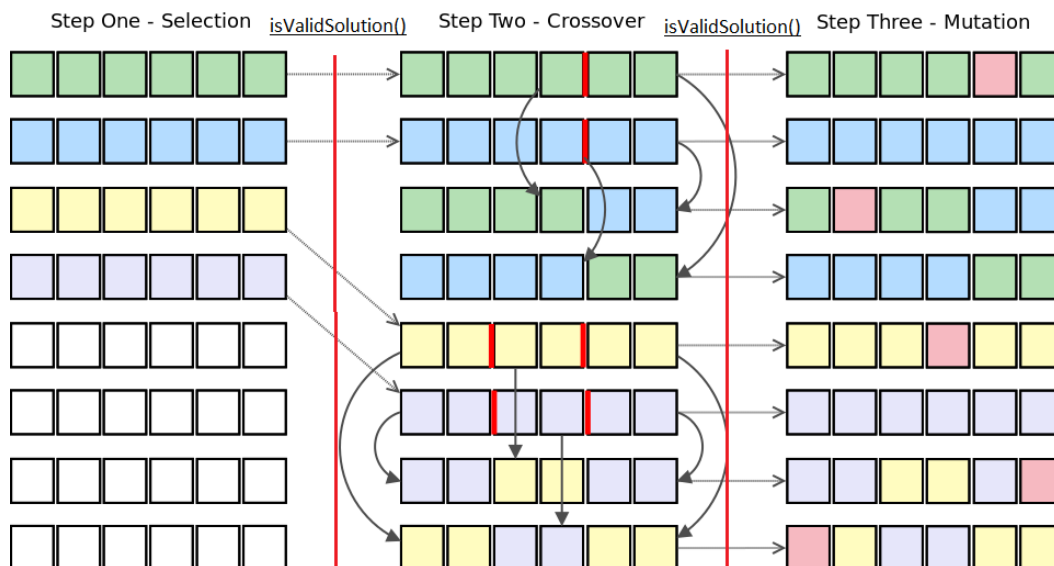 Step One - Selection
isValidSolution()
Step Two - Crossover
isValidSolution()
Step Three - Mutation